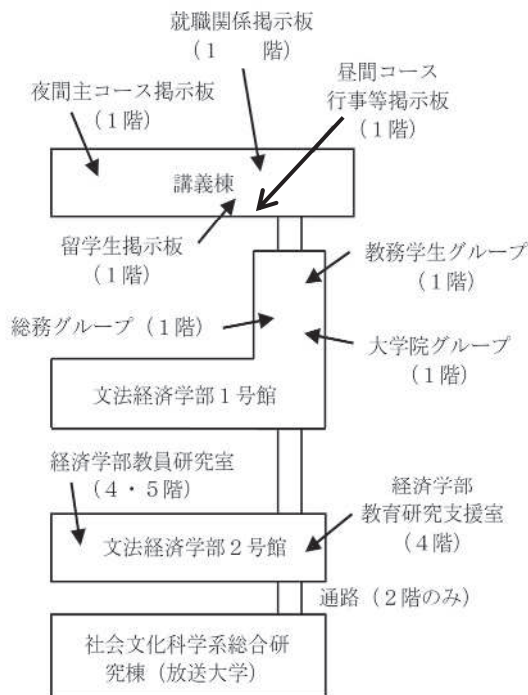 就職関係掲示板
（１　　階）
昼間コース
行事等掲示板
（１階）
夜間主コース掲示板
（１階）
講義棟
留学生掲示板
（１階）
教務学生グループ
（１階）
総務グループ（１階）
大学院グループ
（１階）
文法経済学部１号館
経済学部教員研究室
（４・５階）
経済学部
教育研究支援室
（４階）
文法経済学部２号館
通路（２階のみ）
社会文化科学系総合研
究棟（放送大学）